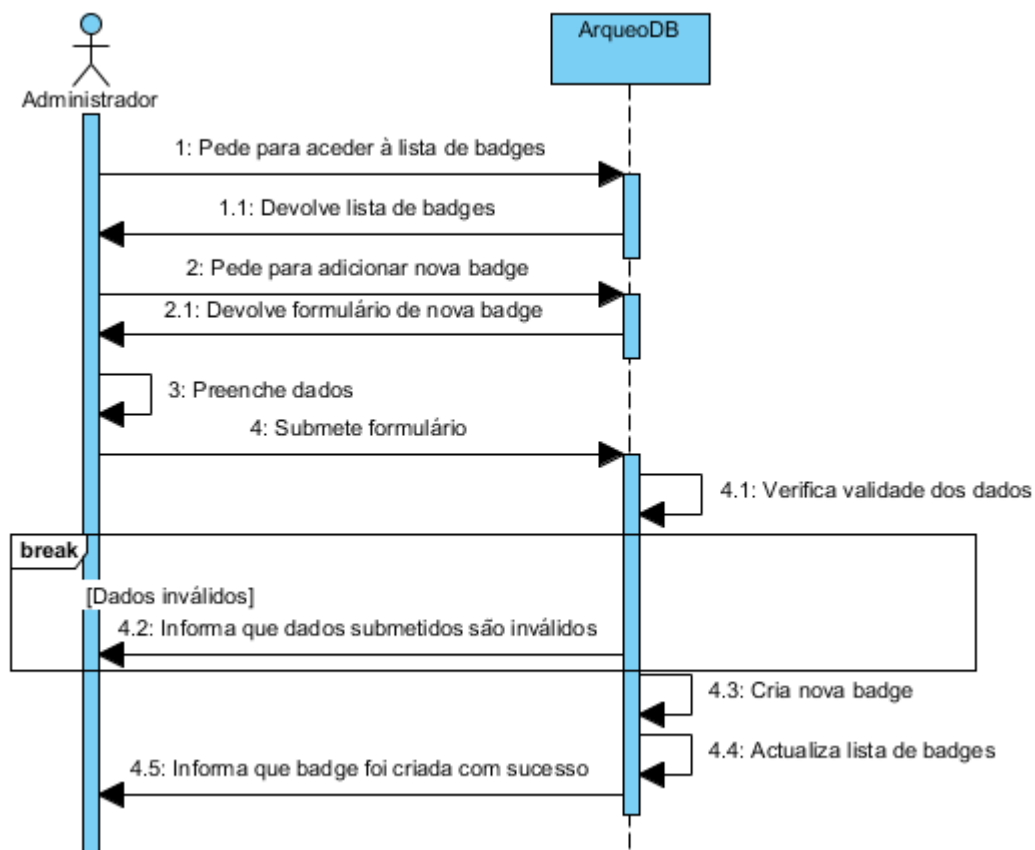 ArqueoDB
Administrador
1: Pede para aceder à lista de badges
1.1: Devolve lista de badges
2: Pede para adicionar nova badge
2.1: Devolve formulário de nova badge
3: Preenche dados
4: Submete formulário
4.1: Verifica validade dos dados
break
[Dados inválidos]
4.2: Informa que dados submetidos são inválidos
4.3: Cria nova badge
4.4: Actualiza lista de badges
4.5: Informa que badge foi criada com sucesso